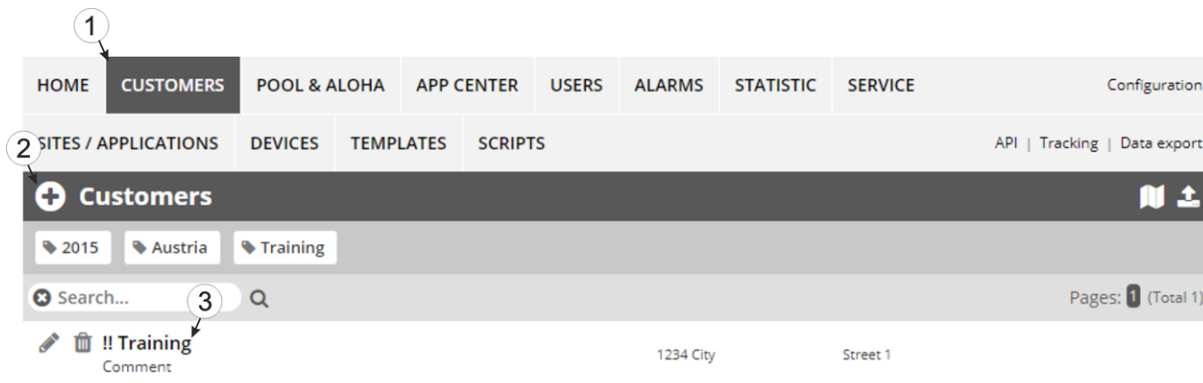 1
HOME CUSTOMERS POOL & ALOHA APP CENTER USERS ALARMS STATISTIC SERVICE Configuration
2 SITES / APPLICATIONS DEVICES TEMPLATES SCRIPTS API | Tracking | Data export
Customers
2015 Austria Training
Search... 3 Pages: 1 (Total 1)
!! Training 1234 City Street 1
Comment